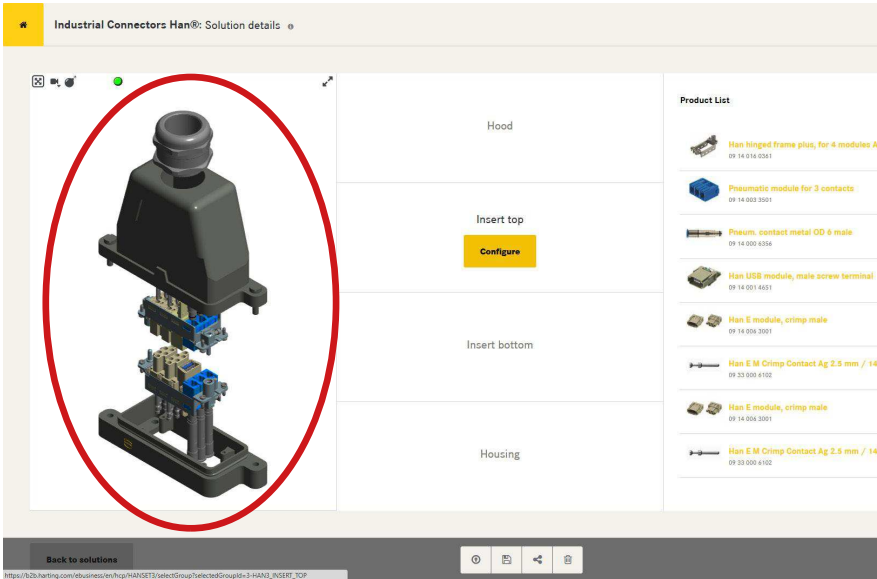 Industrial Connectors Han®: Solution details
Hood
Insert top
Configure
Insert bottom
Housing
Product List
Han hinged frame plus, for 4 modules A
09 14 016 0361
Pneumatic module for 3 contacts
09 14 003 3501
Pneum. contact metal OD 6 male
09 14 000 6356
Han USB module, male screw terminal
09 14 001 4651
Han E module, crimp male
09 14 006 3001
Han E M Crimp Contact Ag 2.5 mm / 14
09 33 000 6102
Han E module, crimp male
09 14 006 3001
Han E M Crimp Contact Ag 2.5 mm / 14
09 33 000 6102
Back to solutions
https://b2b.harting.com/ebusiness/en/hcp/HANSET3/selectGroup?selectedGroupId=3-HAN3_INSERT_TOP